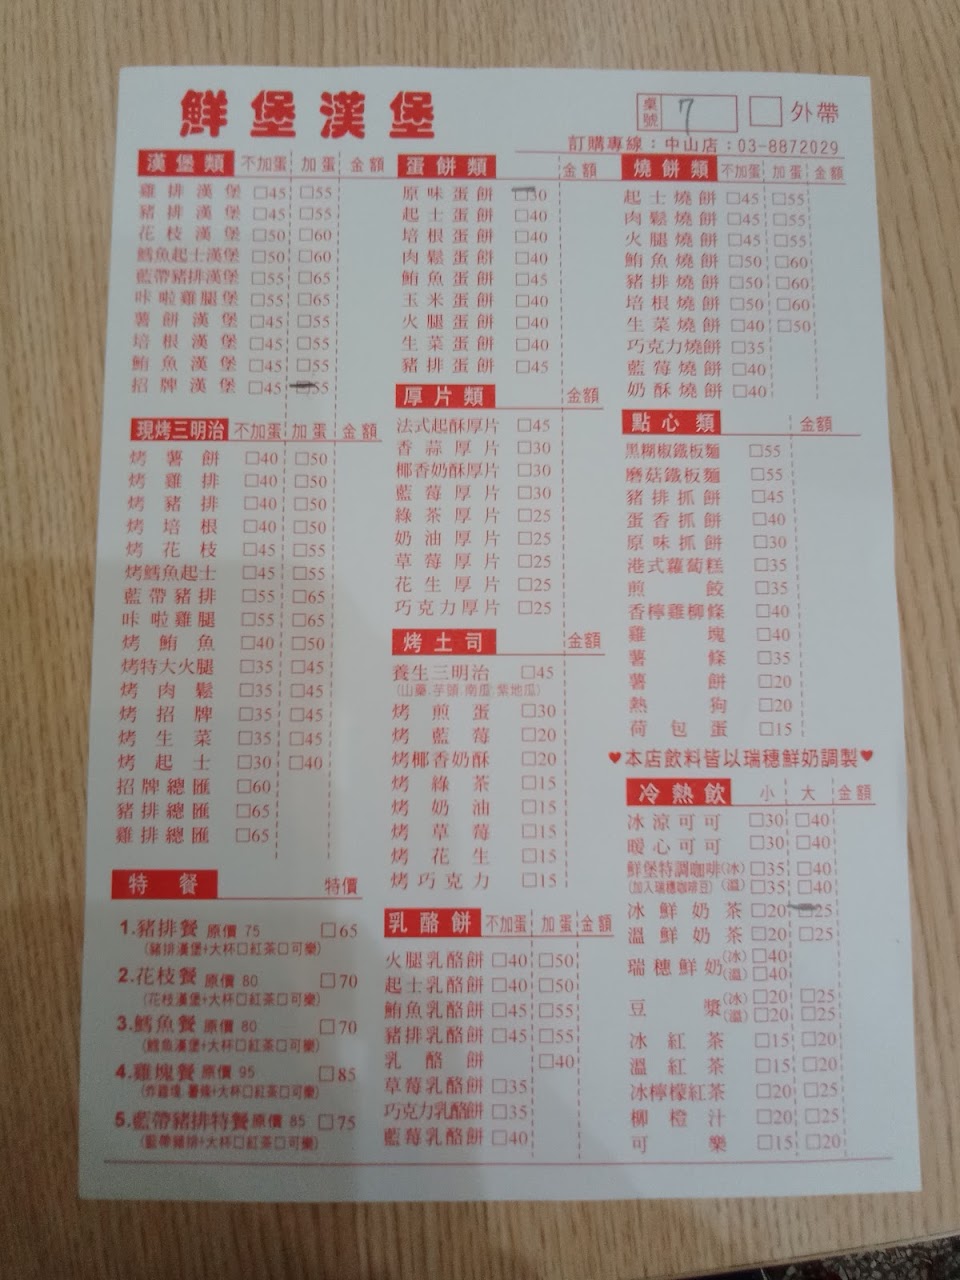 鮮堡漢堡
桌號 7 □外帶
訂購專線：中山店：03-8872029
漢堡類 不加蛋 加蛋 金額
雞排漢堡 □45 □55
豬排漢堡 □45 □55
花枝漢堡 □50 □60
鱈魚起士漢堡 □50 □60
藍帶豬排漢堡 □55 □65
咔啦雞腿堡 □55 □65
薯餅漢堡 □45 □55
培根漢堡 □45 □55
鮪魚漢堡 □45 □55
招牌漢堡 □45 □55
現烤三明治 不加蛋 加蛋 金額
烤薯餅 □40 □50
烤雞排 □40 □50
烤豬排 □40 □50
烤培根 □40 □50
烤花枝 □45 □55
烤鱈魚起士 □45 □55
藍帶豬排 □55 □65
咔啦雞腿 □55 □65
烤鮪魚 □40 □50
烤特大火腿 □35 □45
烤肉鬆 □35 □45
烤招牌 □35 □45
烤生菜 □35 □45
烤起士 □30 □40
招牌總匯 □60
豬排總匯 □65
雞排總匯 □65
特餐 特價
1.豬排餐 原價 75 □65
(豬排漢堡+大杯□紅茶□可樂)
2.花枝餐 原價 80 □70
(花枝漢堡+大杯□紅茶□可樂)
3.鱈魚餐 原價 80 □70
(鱈魚漢堡+大杯□紅茶□可樂)
4.雞塊餐 原價 95 □85
(炸雞塊.薯條+大杯□紅茶□可樂)
5.藍帶豬排特餐 原價 85 □75
(藍帶豬排+大杯□紅茶□可樂)
蛋餅類 金額
原味蛋餅 □30
起士蛋餅 □40
培根蛋餅 □40
肉鬆蛋餅 □40
鮪魚蛋餅 □45
玉米蛋餅 □40
火腿蛋餅 □40
生菜蛋餅 □40
豬排蛋餅 □45
厚片類 金額
法式起酥厚片 □45
香蒜厚片 □30
椰香奶酥厚片 □30
藍莓厚片 □30
綠茶厚片 □25
奶油厚片 □25
草莓厚片 □25
花生厚片 □25
巧克力厚片 □25
烤土司 金額
養生三明治 □45
(山藥.芋頭.南瓜.紫地瓜)
烤煎蛋 □30
烤藍莓 □20
烤椰香奶酥 □20
烤綠茶 □15
烤奶油 □15
烤草莓 □15
烤花生 □15
烤巧克力 □15
乳酪餅 不加蛋 加蛋 金額
火腿乳酪餅 □40 □50
起士乳酪餅 □40 □50
鮪魚乳酪餅 □45 □55
豬排乳酪餅 □45 □55
乳酪餅 □40
草莓乳酪餅 □35
巧克力乳酪餅 □35
藍莓乳酪餅 □40
燒餅類 不加蛋 加蛋 金額
起士燒餅 □45 □55
肉鬆燒餅 □45 □55
火腿燒餅 □45 □55
鮪魚燒餅 □50 □60
豬排燒餅 □50 □60
培根燒餅 □50 □60
生菜燒餅 □40 □50
巧克力燒餅 □35
藍莓燒餅 □40
奶酥燒餅 □40
點心類 金額
黑糊椒鐵板麵 □55
磨菇鐵板麵 □55
豬排抓餅 □45
蛋香抓餅 □40
原味抓餅 □30
港式蘿蔔糕 □35
煎餃 □35
香檸雞柳條 □40
雞塊 □40
薯條 □35
薯餅 □20
熱狗 □20
荷包蛋 □15
♥本店飲料皆以瑞穗鮮奶調製♥
冷熱飲 小 大 金額
冰涼可可 □30 □40
暖心可可 □30 □40
鮮堡特調咖啡(冰) □35 □40
(加入瑞穗咖啡豆)(溫) □35 □40
冰鮮奶茶 □20 □25
溫鮮奶茶 □20 □25
瑞穗鮮奶(冰) □40
(溫) □40
豆漿(冰) □20 □25
(溫) □20 □25
冰紅茶 □15 □20
溫紅茶 □15 □20
冰檸檬紅茶 □20 □25
柳橙汁 □20 □25
可樂 □15 □20